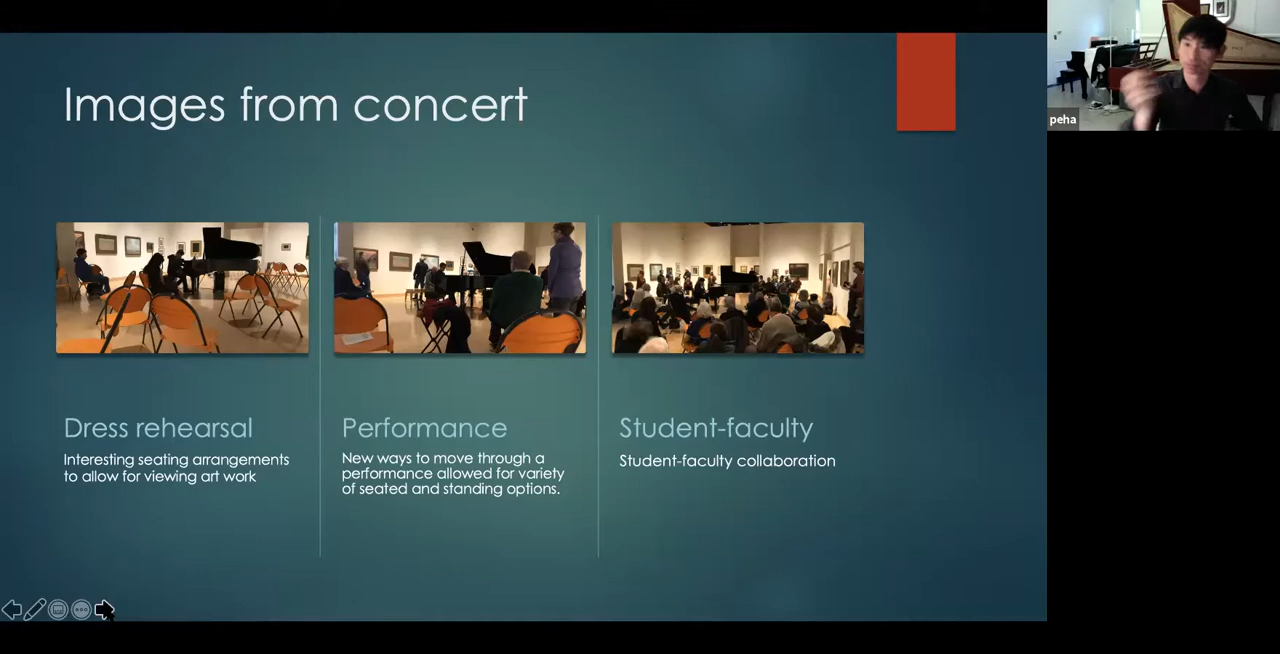 Images from concert
peha
Dress rehearsal
Interesting seating arrangements
to allow for viewing art work
Performance
New ways to move through a
performance allowed for variety
of seated and standing options.
Student-faculty
Student-faculty collaboration